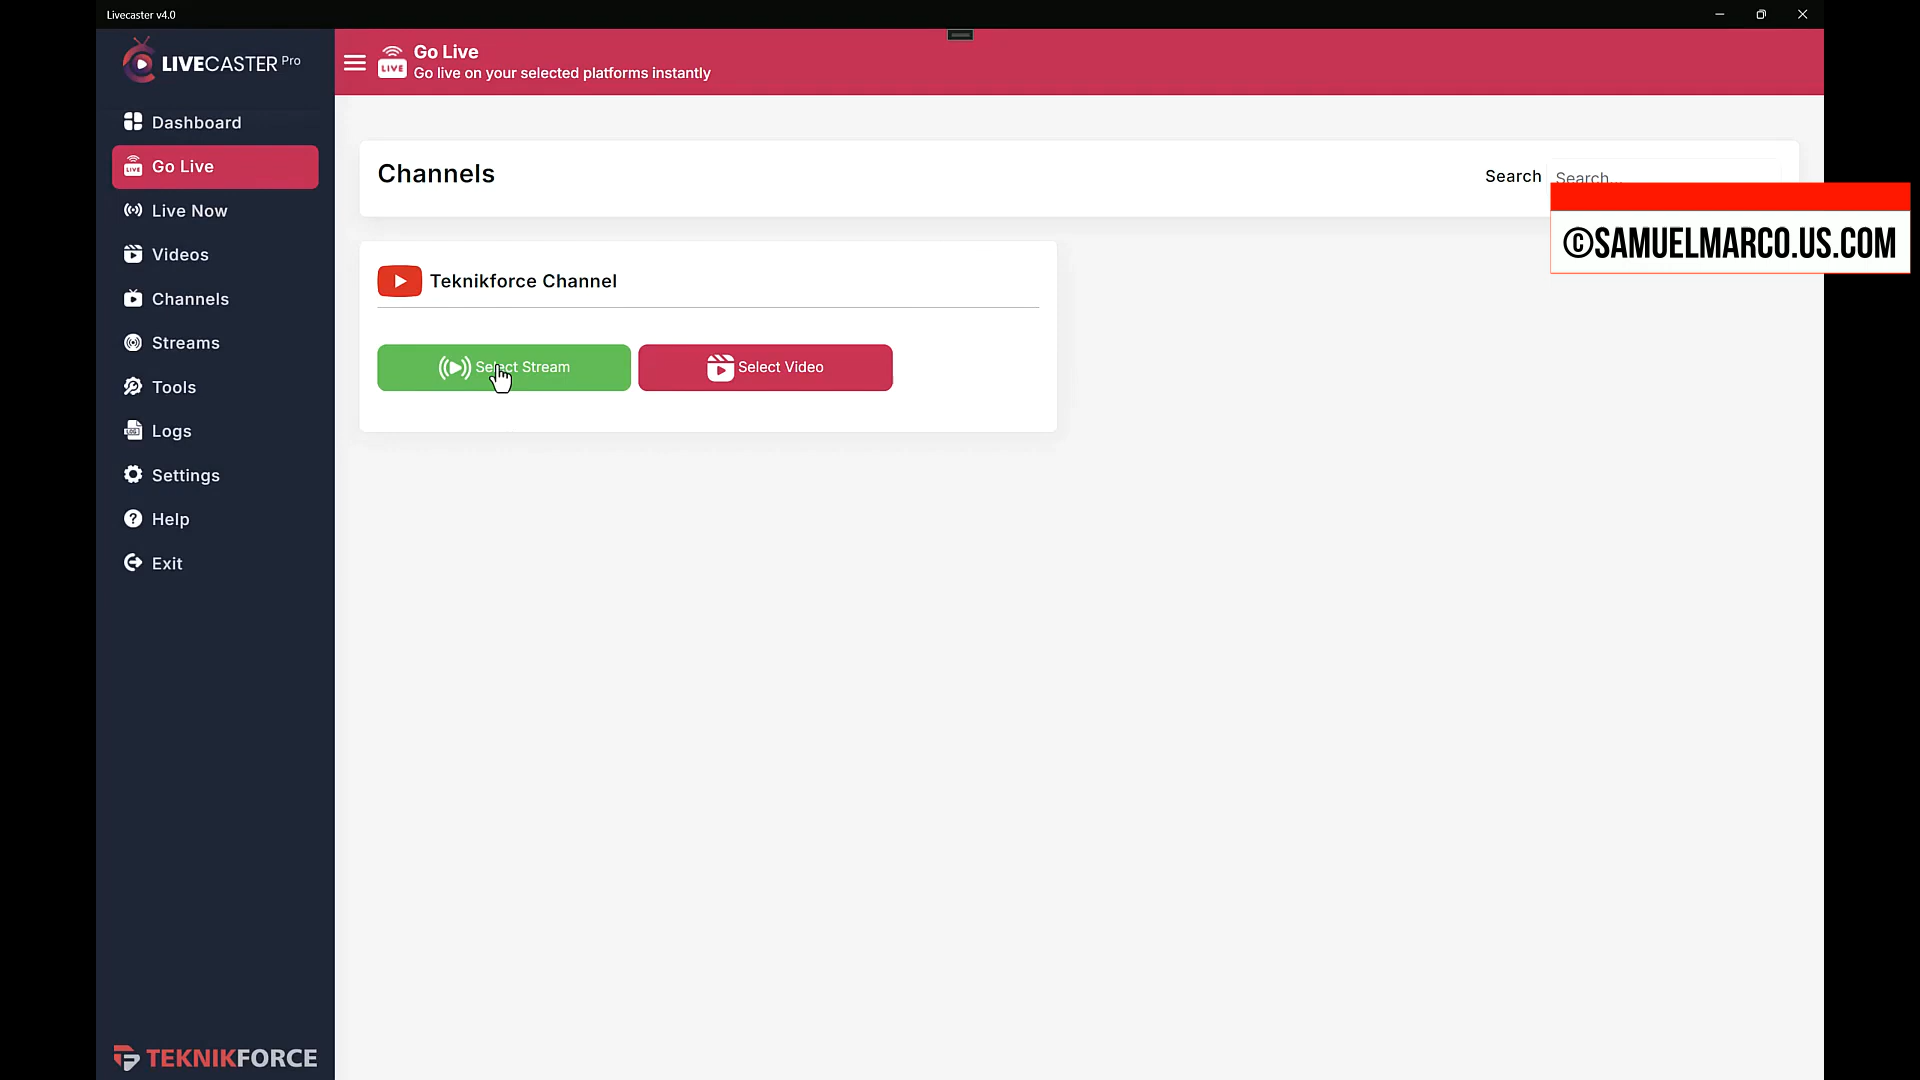 Livecaster v4.0
LIVECASTER Pro
Go Live
Go live on your selected platforms instantly
Dashboard
Go Live
Live Now
Videos
Channels
Streams
Tools
Logs
Settings
Help
Exit
Channels
Search
Search...
©SAMUELMARCO.US.COM
Teknikforce Channel
Select Stream
Select Video
TEKNIKFORCE